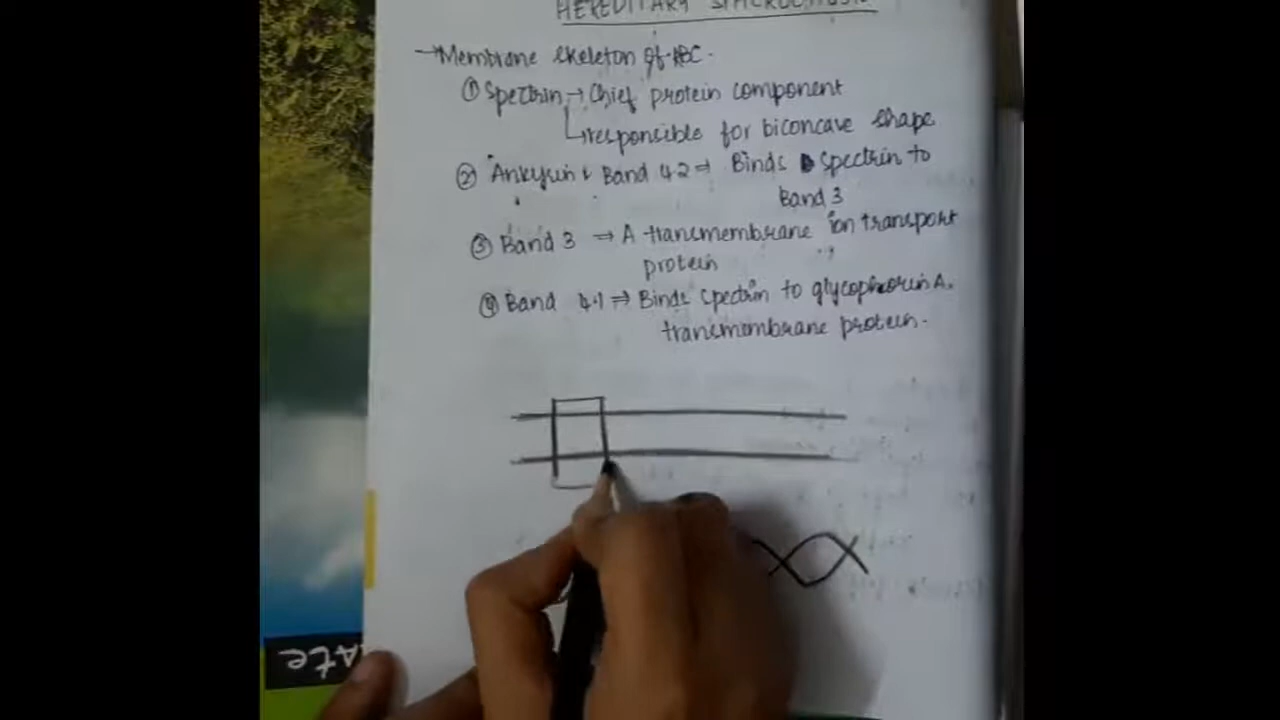 HEREDITARY SPHEROCYTOSIS
→ Membrane skeleton of RBC.
① Spectrin → Chief protein component
↳ responsible for biconcave shape
② Ankyrin & Band 4.2 ⇒ Binds Spectrin to
Band 3
③ Band 3 ⇒ A transmembrane ion transport
protein
④ Band 4.1 ⇒ Binds spectrin to glycophorin A.
transmembrane protein.